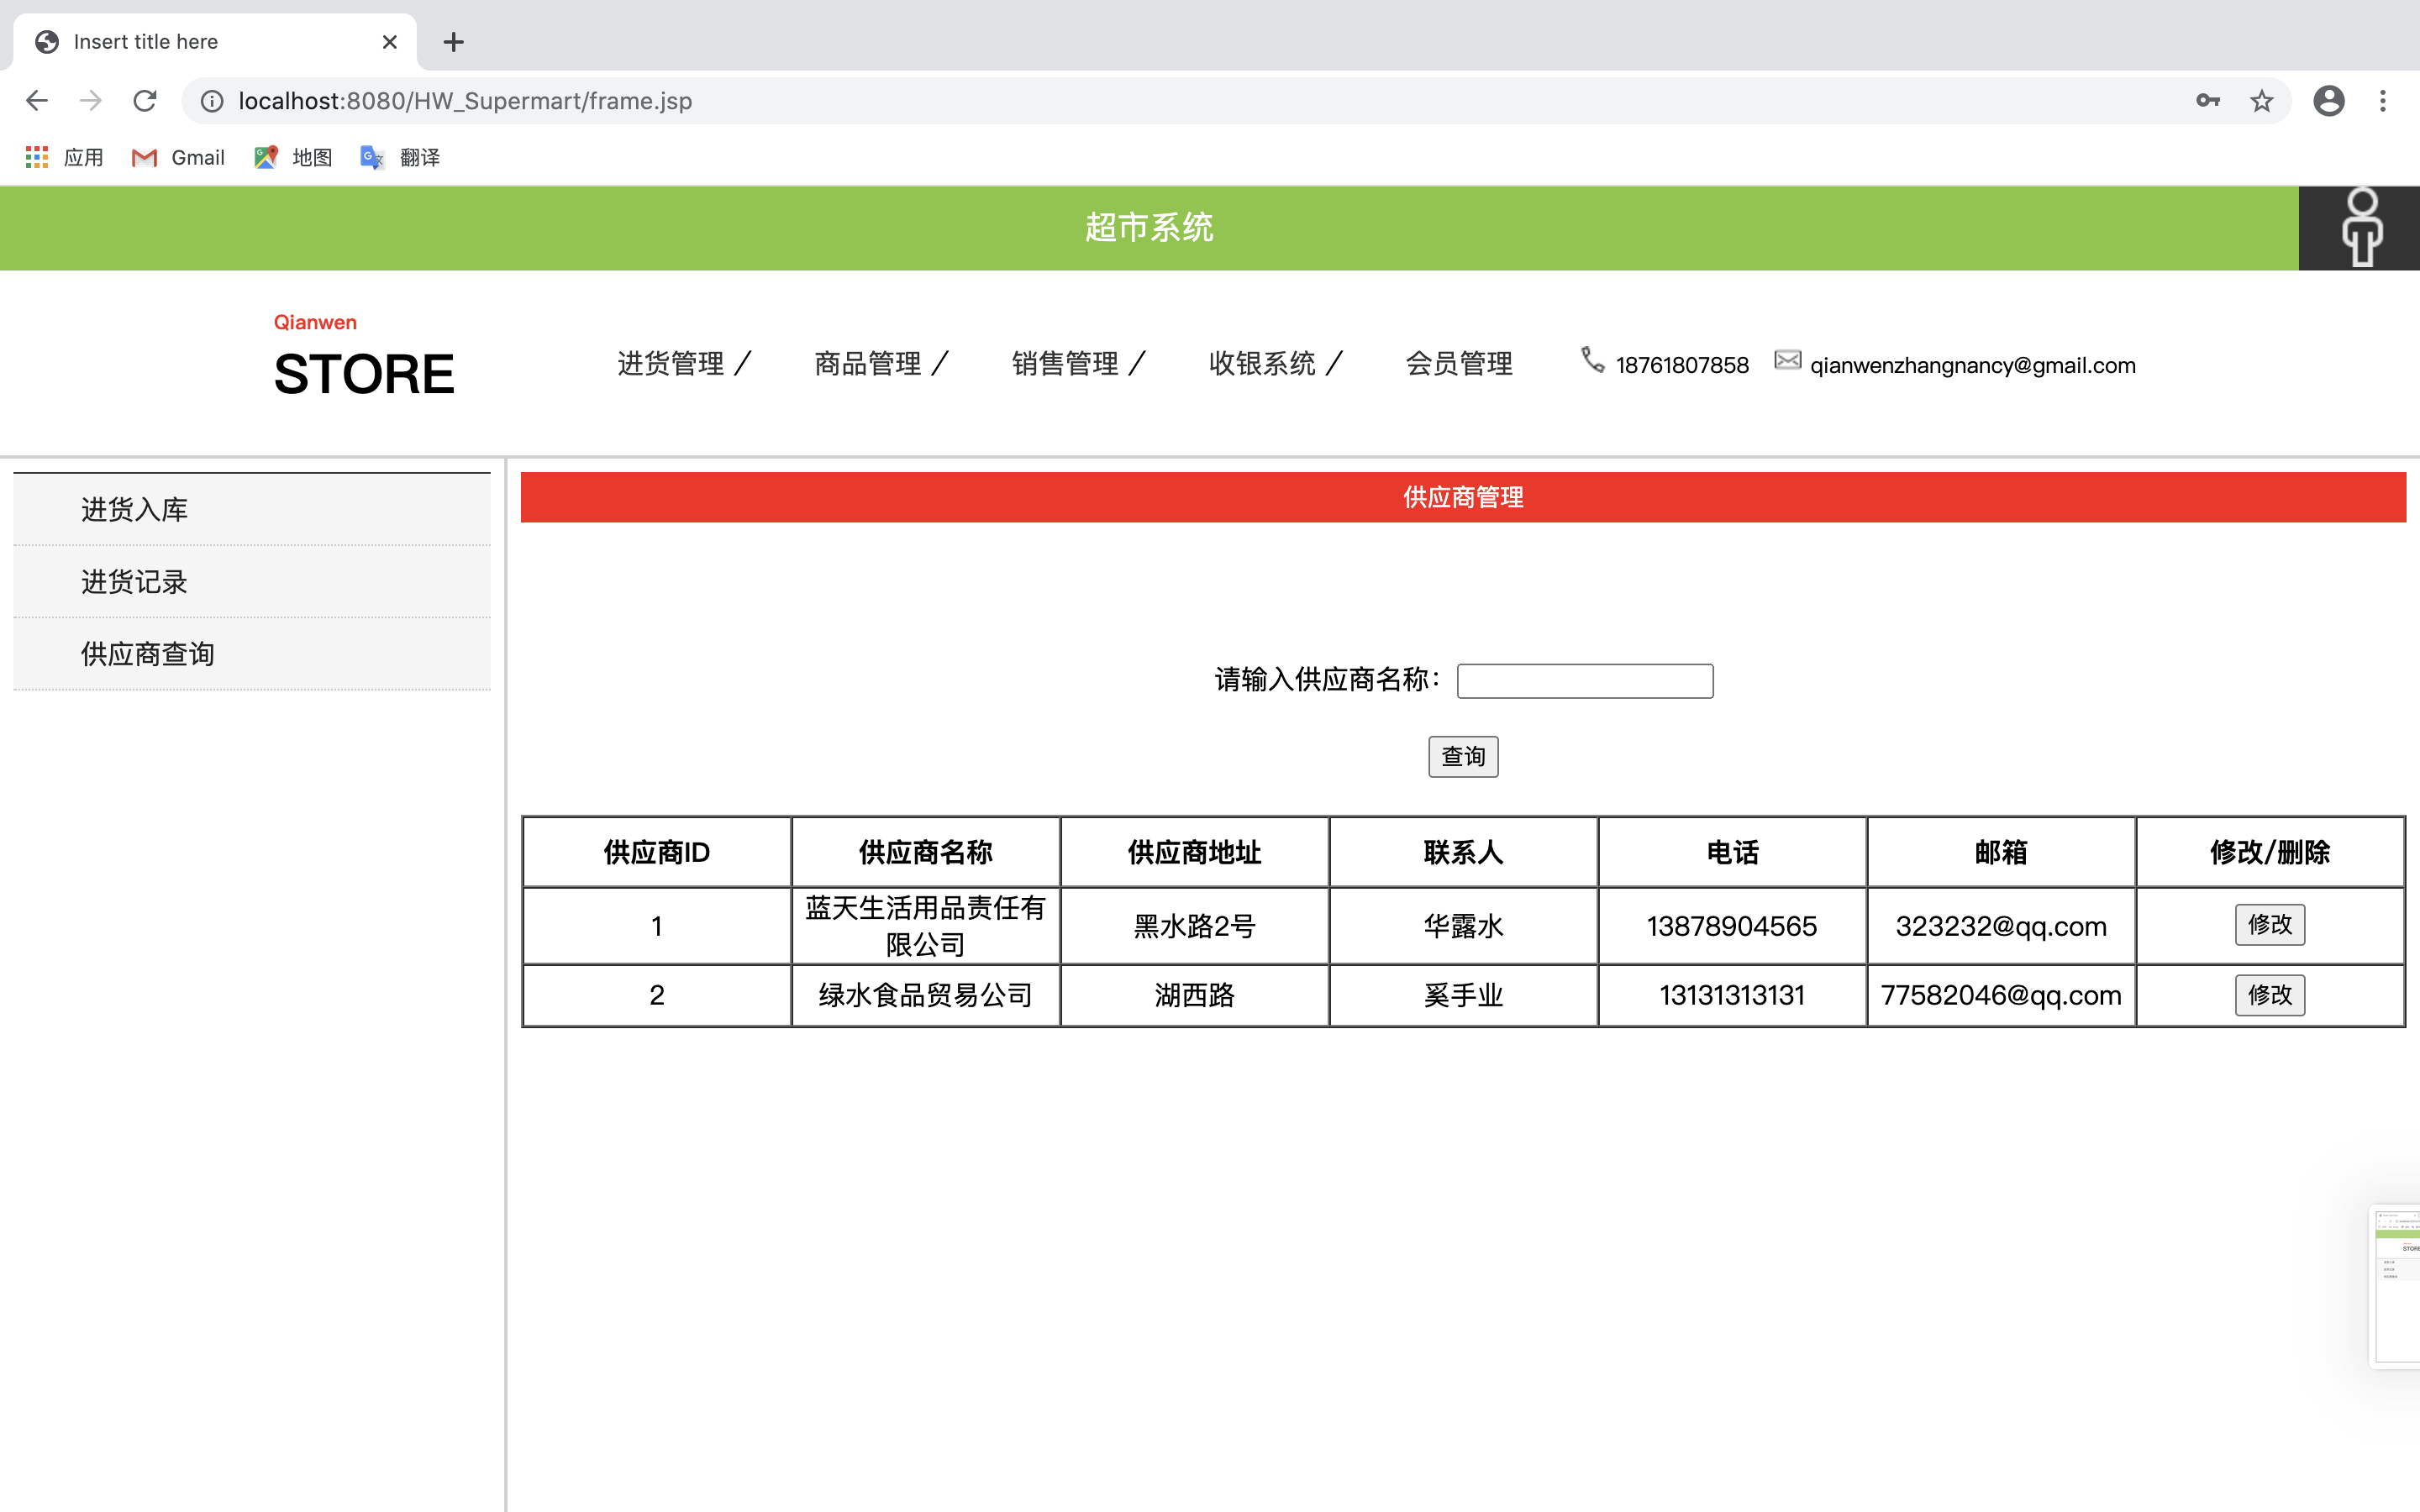 Insert title here
localhost:8080/HW_Supermart/frame.jsp
应用 Gmail 地图 翻译
超市系统
Qianwen
STORE
进货管理 / 商品管理 / 销售管理 / 收银系统 / 会员管理 18761807858 qianwenzhangnancy@gmail.com
进货入库
进货记录
供应商查询
供应商管理
请输入供应商名称：
查询
供应商ID 供应商名称 供应商地址 联系人 电话 邮箱 修改/删除
1 蓝天生活用品责任有限公司 黑水路2号 华露水 13878904565 323232@qq.com 修改
2 绿水食品贸易公司 湖西路 奚手业 13131313131 77582046@qq.com 修改
STORE